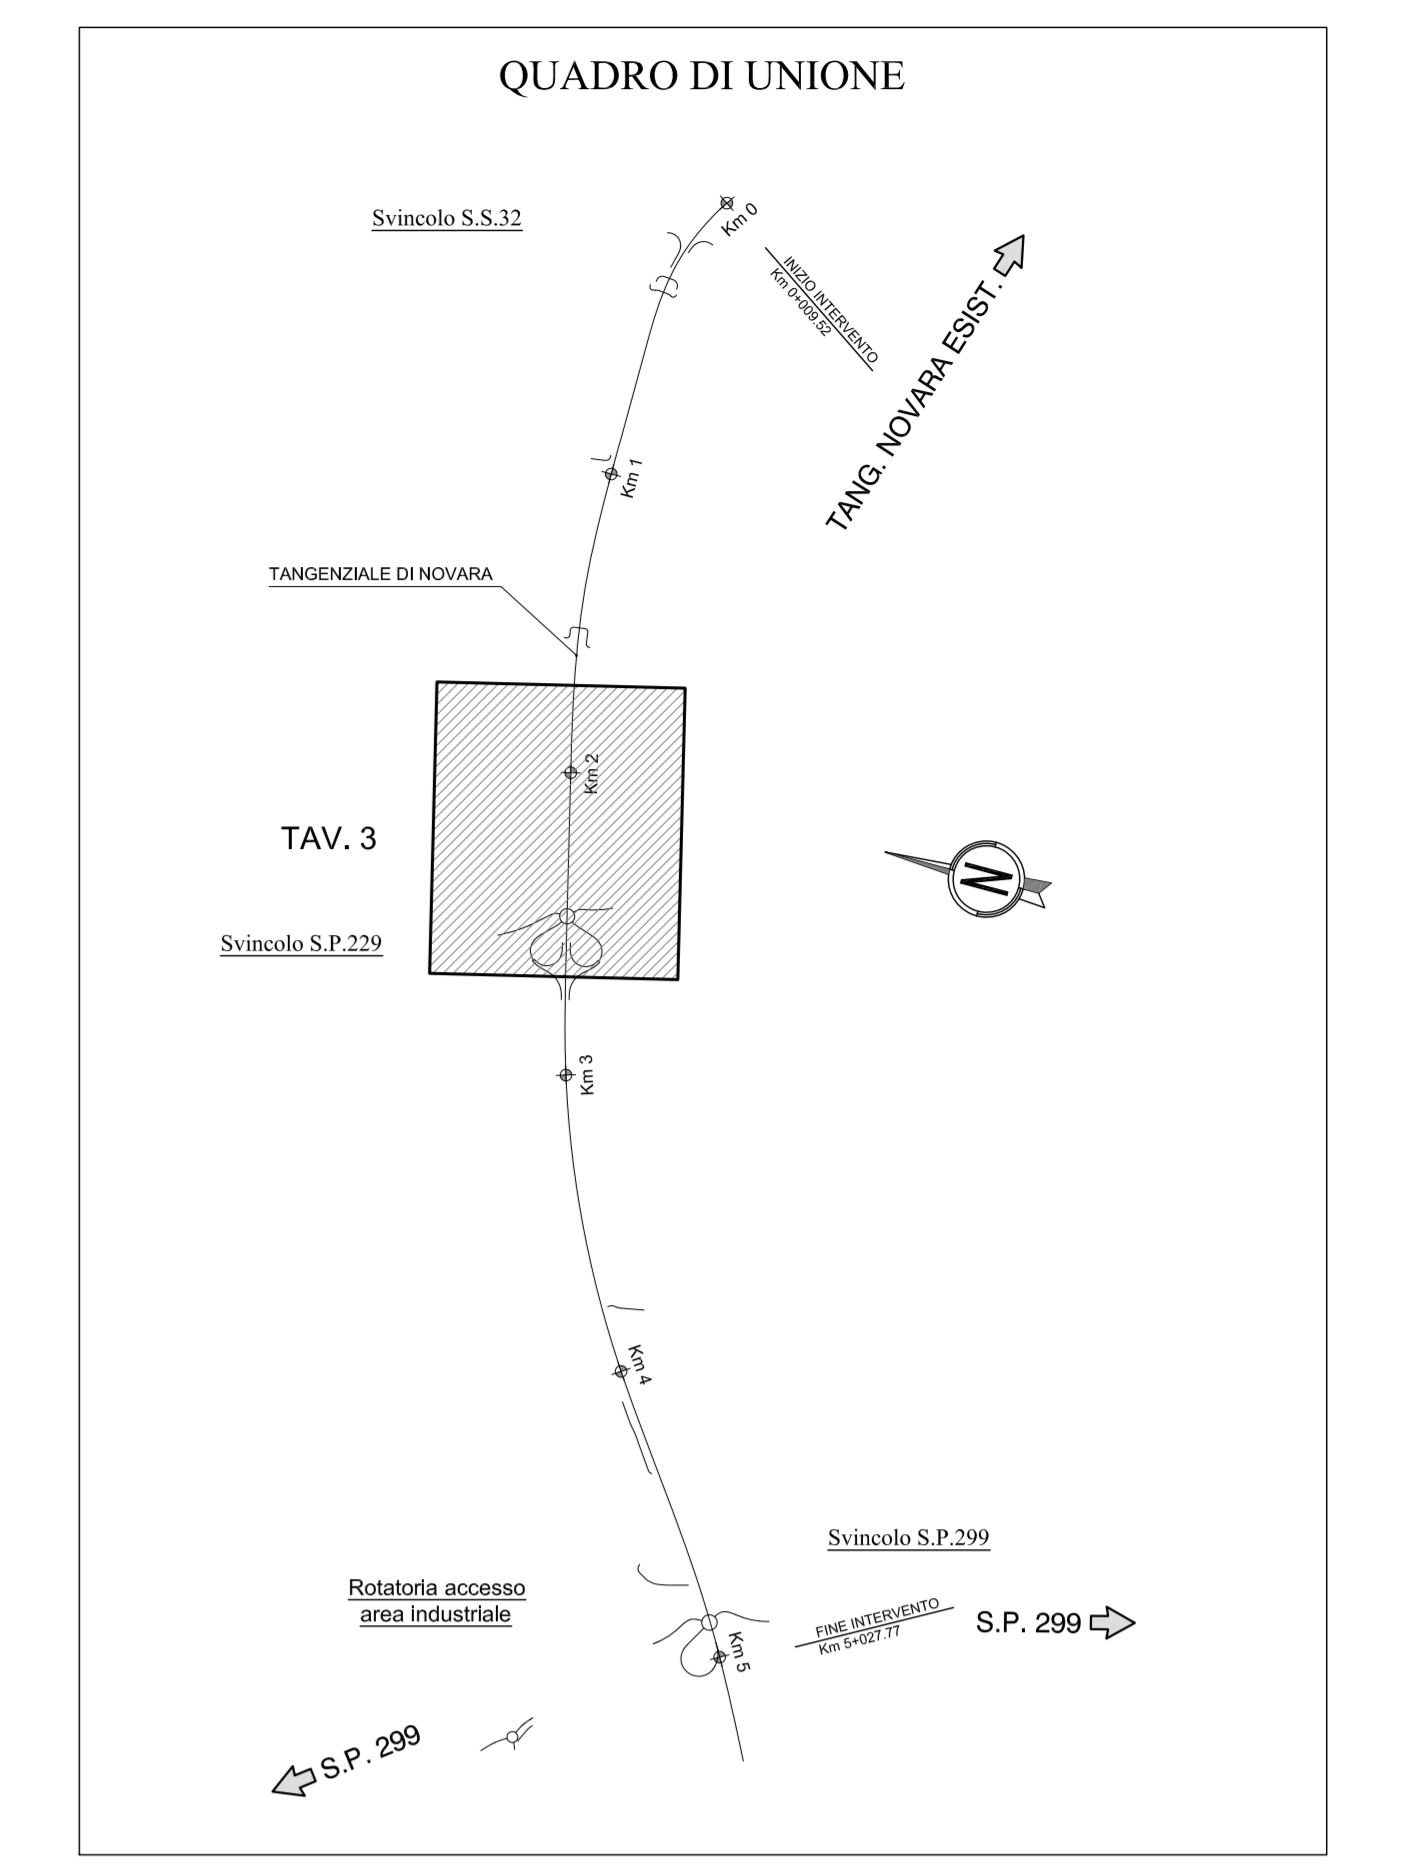 QUADRO DI UNIONE
Svincolo S.S.32
Km 0
INIZIO INTERVENTO
Km 0+009.52
TANG. NOVARA ESIST.
Km 1
TANGENZIALE DI NOVARA
Km 2
TAV. 3
N
Svincolo S.P.229
Km 3
Km 4
Svincolo S.P.299
Rotatoria accesso
area industriale
FINE INTERVENTO
Km 5+027.77
S.P. 299
Km 5
S.P. 299